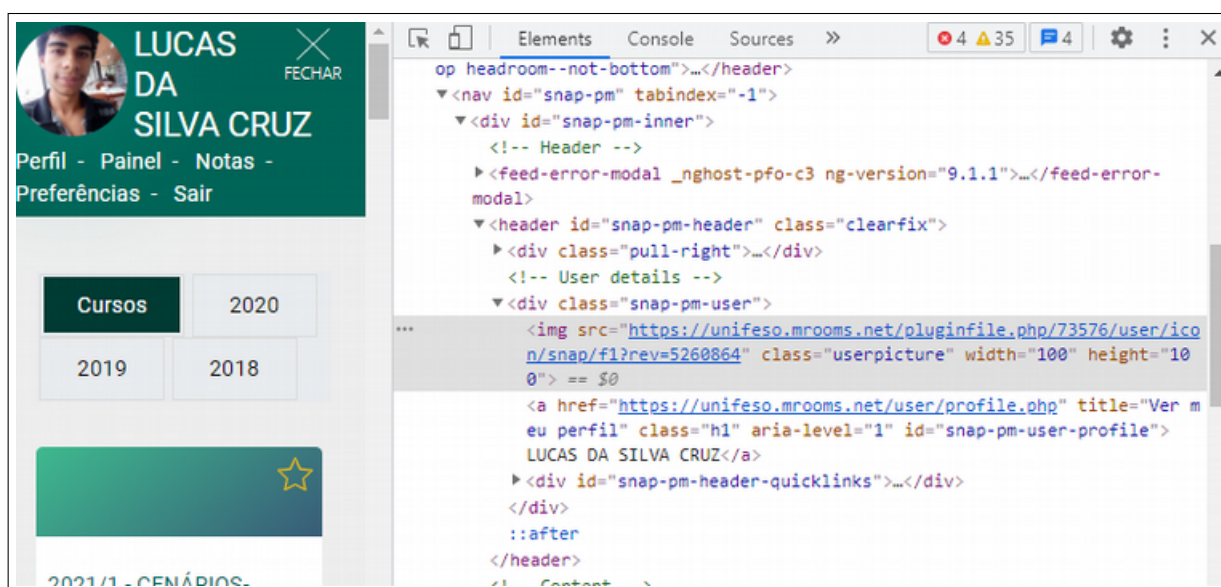 LUCAS
DA
SILVA CRUZ
FECHAR
Perfil - Painel - Notas -
Preferências - Sair
Cursos
2020
2019
2018
2021/1 - CENÁRIOS-
Elements Console Sources » 4 35 4
op headroom--not-bottom">…</header>
▼<nav id="snap-pm" tabindex="-1">
▼<div id="snap-pm-inner">
<!-- Header -->
▶<feed-error-modal _nghost-pfo-c3 ng-version="9.1.1">…</feed-error-
modal>
▼<header id="snap-pm-header" class="clearfix">
▶<div class="pull-right">…</div>
<!-- User details -->
▼<div class="snap-pm-user">
<img src="https://unifeso.mrooms.net/pluginfile.php/73576/user/ico
n/snap/f1?rev=5260864" class="userpicture" width="100" height="10
0"> == $0
<a href="https://unifeso.mrooms.net/user/profile.php" title="Ver m
eu perfil" class="h1" aria-level="1" id="snap-pm-user-profile">
LUCAS DA SILVA CRUZ</a>
▶<div id="snap-pm-header-quicklinks">…</div>
</div>
::after
</header>
<!-- Content -->